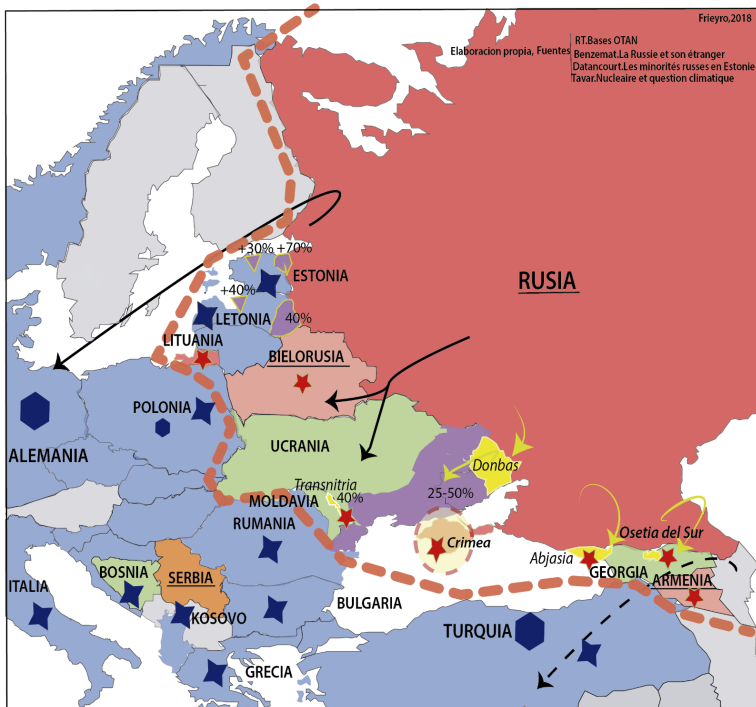 Frieyro,2018
Elaboracion propia, Fuentes
RT.Bases OTAN
Benzemat.La Russie et son étranger
Datancourt.Les minorités russes en Estonie
Tavar.Nucleaire et question climatique
+30%
+70%
ESTONIA
RUSIA
+40%
LETONIA
40%
LITUANIA
BIELORUSIA
POLONIA
ALEMANIA
UCRANIA
Donbas
Transnitria
40%
25-50%
MOLDAVIA
RUMANIA
Crimea
Osetia del Sur
Abjasia
GEORGIA
ARMENIA
BOSNIA
SERBIA
ITALIA
KOSOVO
BULGARIA
TURQUIA
GRECIA